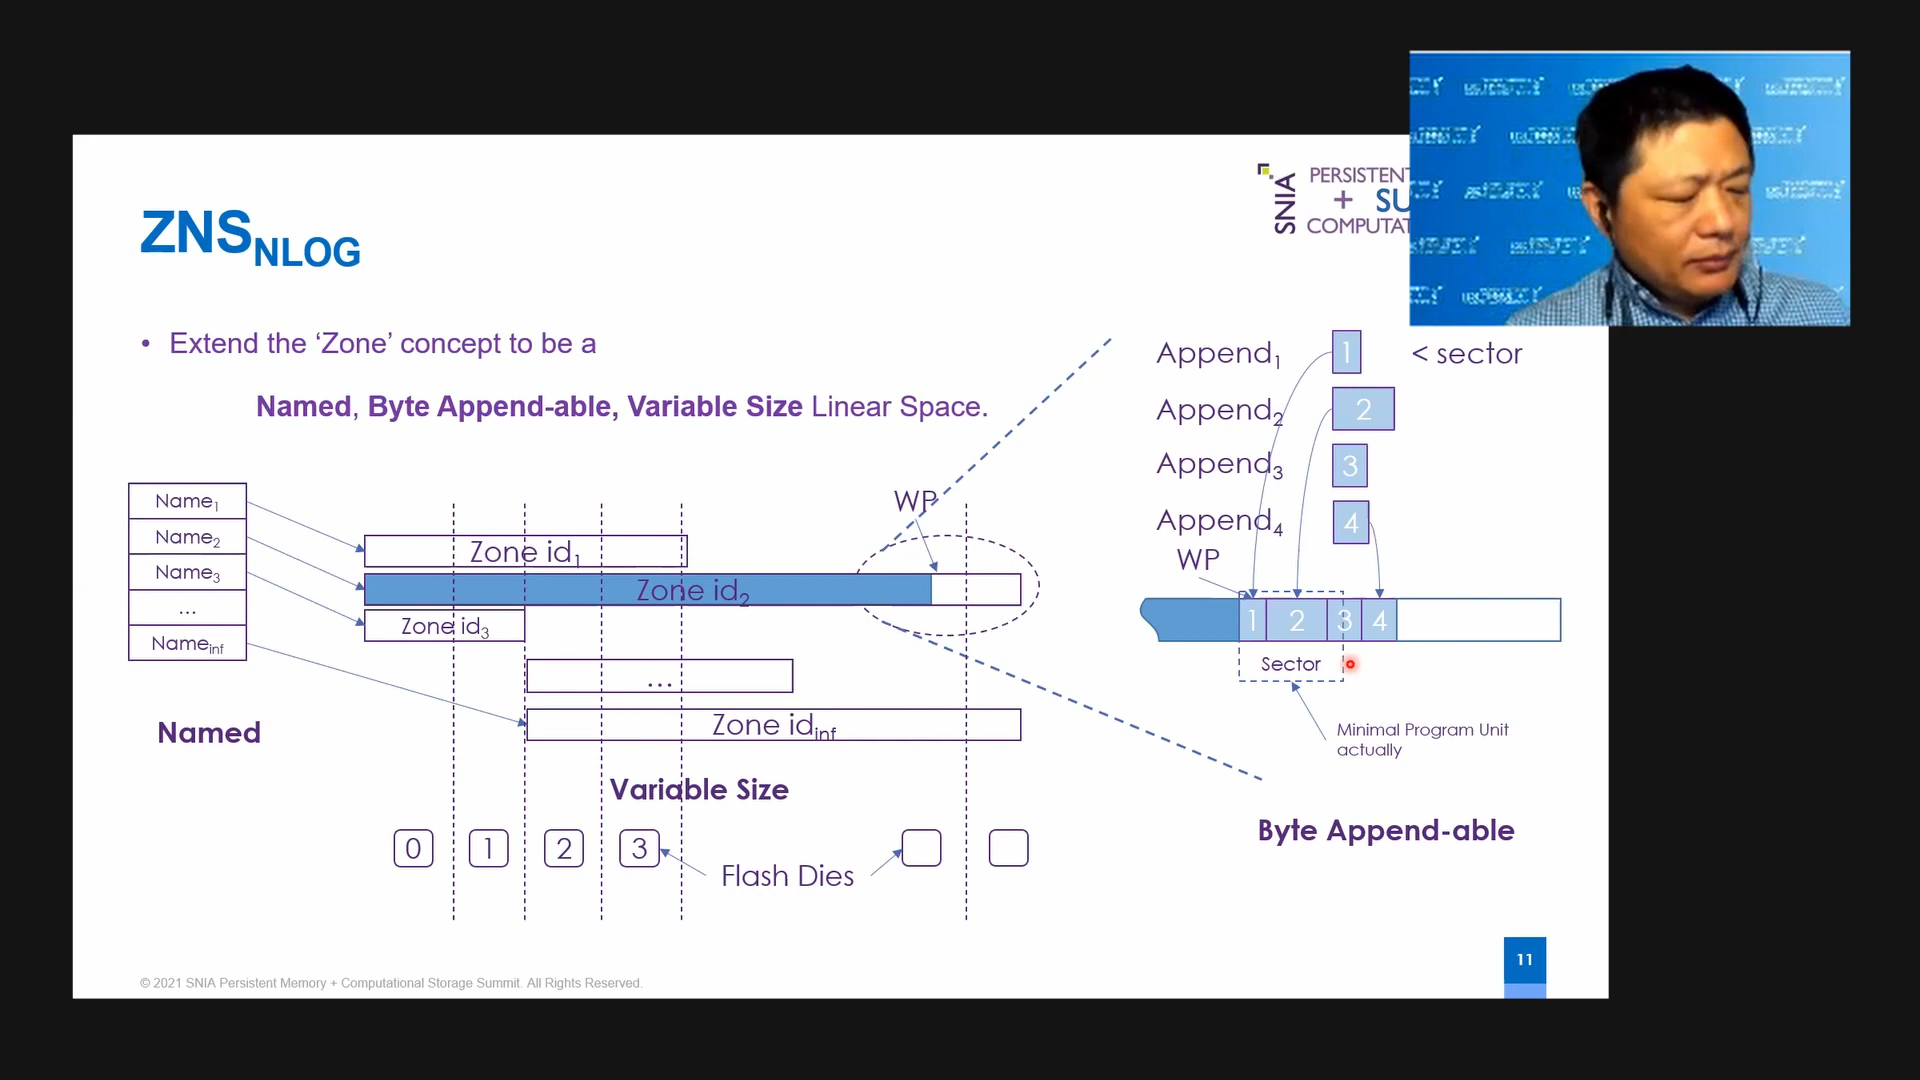 ZNS NLOG
SNIA
PERSISTENT
+ SU
COMPUTAT
• Extend the ‘Zone’ concept to be a
Named, Byte Append-able, Variable Size Linear Space.
Name1
Name2
Name3
...
Nameinf
Named
WP
Zone id1
Zone id2
Zone id3
...
Zone idinf
Variable Size
0
1
2
3
Flash Dies
Append1
1
< sector
Append2
2
Append3
3
Append4
4
WP
1 2 3 4
Sector
Minimal Program Unit
actually
Byte Append-able
© 2021 SNIA Persistent Memory + Computational Storage Summit. All Rights Reserved.
11